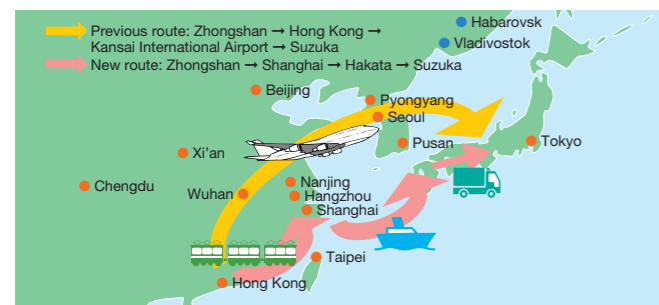 Previous route: Zhongshan → Hong Kong →
Kansai International Airport → Suzuka
New route: Zhongshan → Shanghai → Hakata → Suzuka
Habarovsk
Vladivostok
Beijing
Pyongyang
Seoul
Xi'an
Pusan
Tokyo
Chengdu
Wuhan
Nanjing
Hangzhou
Shanghai
Taipei
Hong Kong